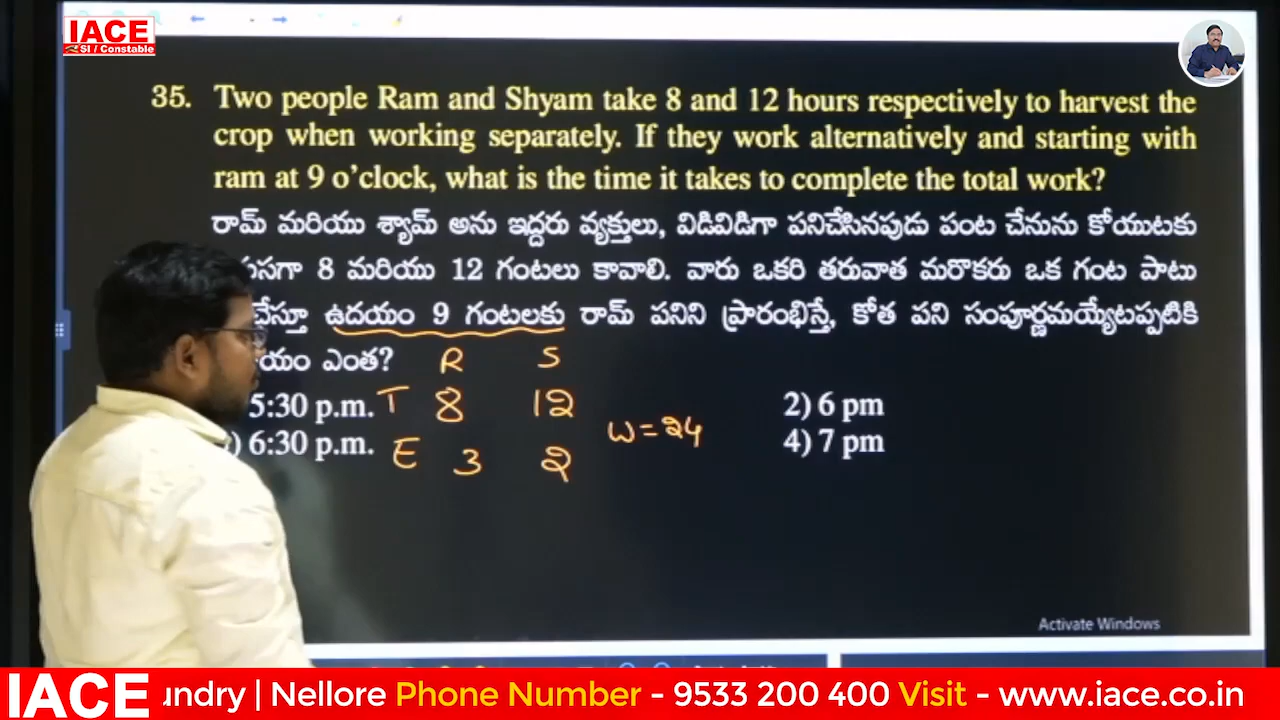 IACE
SI / Constable
35. Two people Ram and Shyam take 8 and 12 hours respectively to harvest the
crop when working separately. If they work alternatively and starting with
ram at 9 o'clock, what is the time it takes to complete the total work?
రామ్ మరియు శ్యామ్ అను ఇద్దరు వ్యక్తులు, విడివిడిగా పనిచేసినపుడు పంట చేనును కోయుటకు
8 మరియు 12 గంటలు కావాలి. వారు ఒకరి తరువాత మరొకరు ఒక గంట పాటు
ఉదయం 9 గంటలకు రామ్ పనిని ప్రారంభిస్తే, కోత పని సంపూర్ణమయ్యేటప్పటికి
ఎంత?
R S
5:30 p.m. T 8 12 2) 6 pm
W=24
6:30 p.m. E 3 2 4) 7 pm
Activate Windows
IACE | Nellore Phone Number - 9533 200 400 Visit - www.iace.co.in